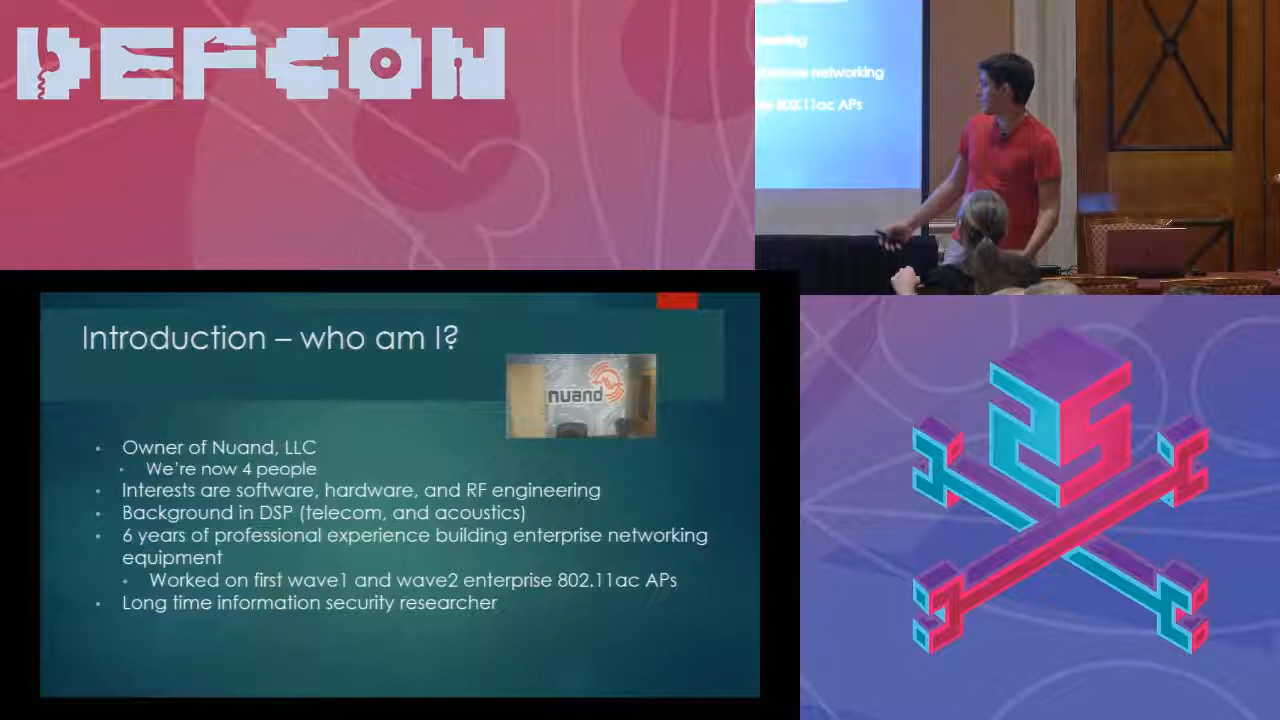 DEFCON
networking
802.11ac APs
Introduction – who am I?
nuand
Owner of Nuand, LLC
We're now 4 people
Interests are software, hardware, and RF engineering
Background in DSP (telecom, and acoustics)
6 years of professional experience building enterprise networking
equipment
Worked on first wave1 and wave2 enterprise 802.11ac APs
Long time information security researcher
25